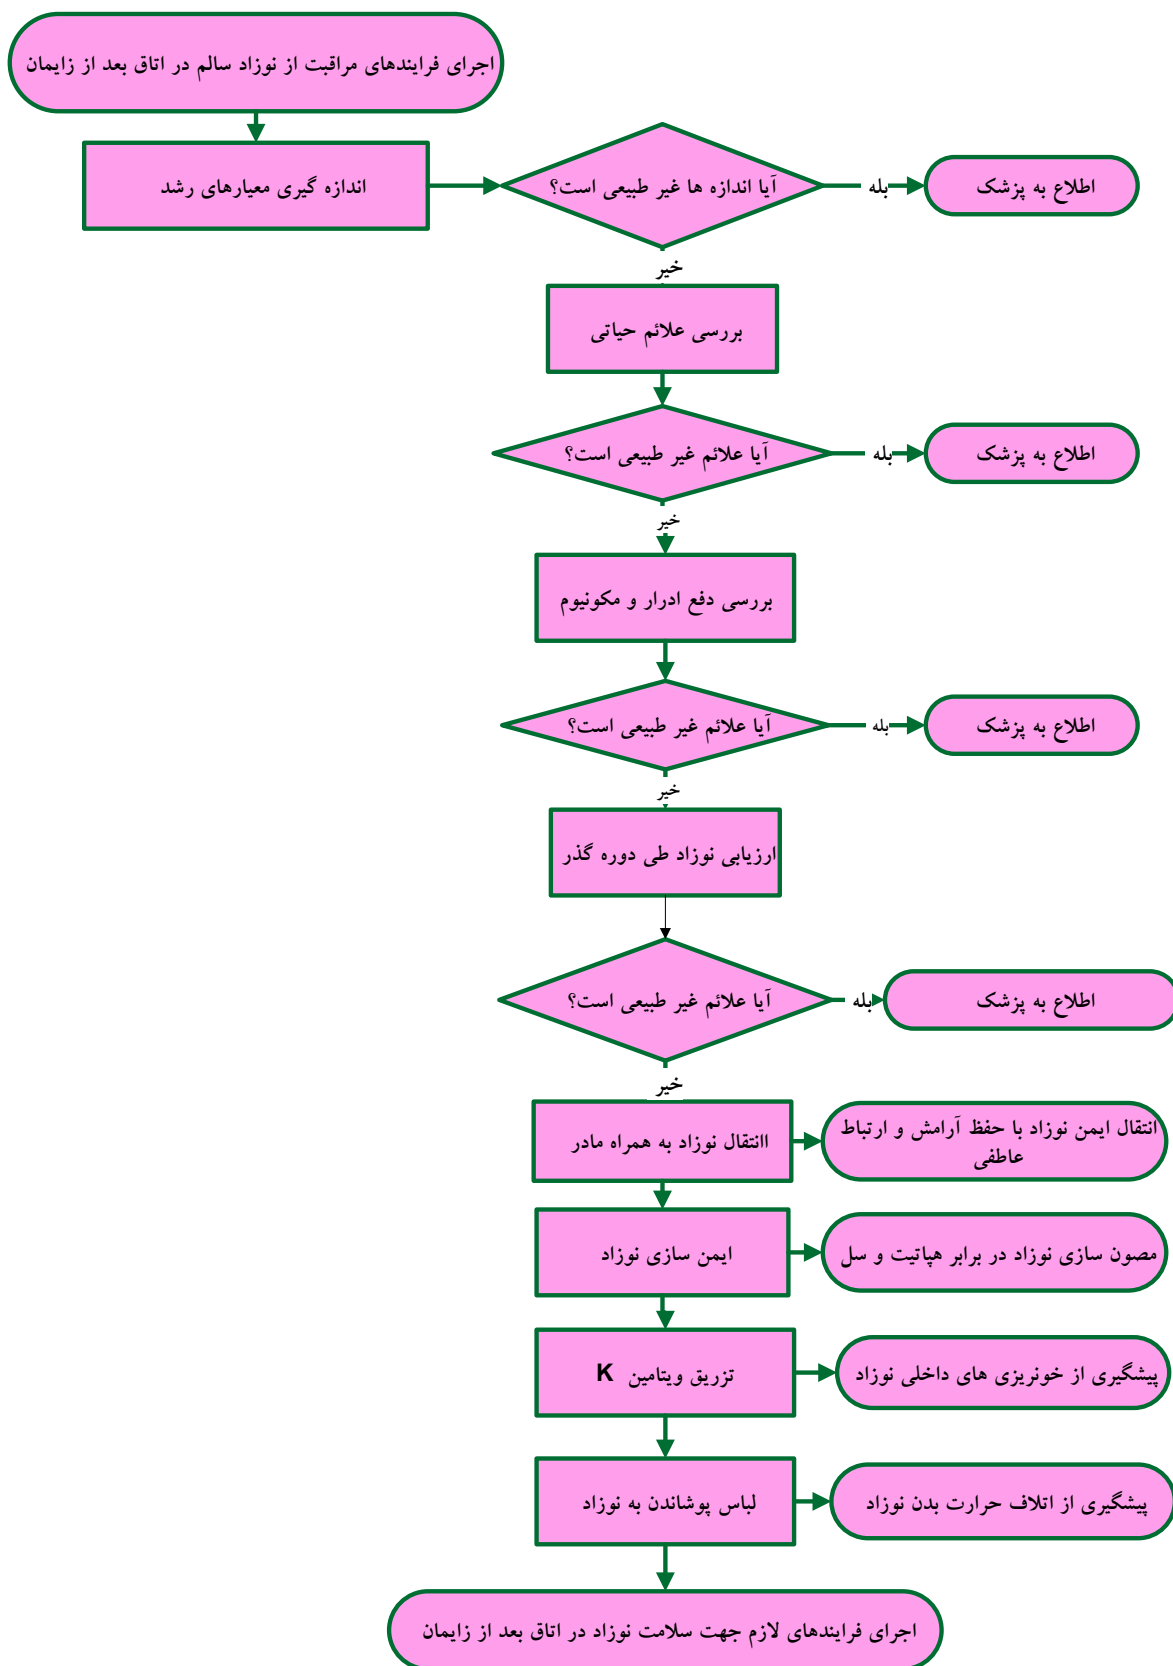 اجرای فرایندهای مراقبت از نوزاد سالم در اتاق بعد از زایمان
اندازه گیری معیارهای رشد
آیا اندازه ها غیر طبیعی است؟
بله
اطلاع به پزشک
خیر
بررسی علائم حیاتی
آیا علائم غیر طبیعی است؟
بله
اطلاع به پزشک
خیر
بررسی دفع ادرار و مکونیوم
آیا علائم غیر طبیعی است؟
بله
اطلاع به پزشک
خیر
ارزیابی نوزاد طی دوره گذر
آیا علائم غیر طبیعی است؟
بله
اطلاع به پزشک
خیر
اانتقال نوزاد به همراه مادر
انتقال ایمن نوزاد با حفظ آرامش و ارتباط
عاطفی
ایمن سازی نوزاد
مصون سازی نوزاد در برابر هپاتیت و سل
تزریق ویتامین K
پیشگیری از خونریزی های داخلی نوزاد
لباس پوشاندن به نوزاد
پیشگیری از اتلاف حرارت بدن نوزاد
اجرای فرایندهای لازم جهت سلامت نوزاد در اتاق بعد از زایمان